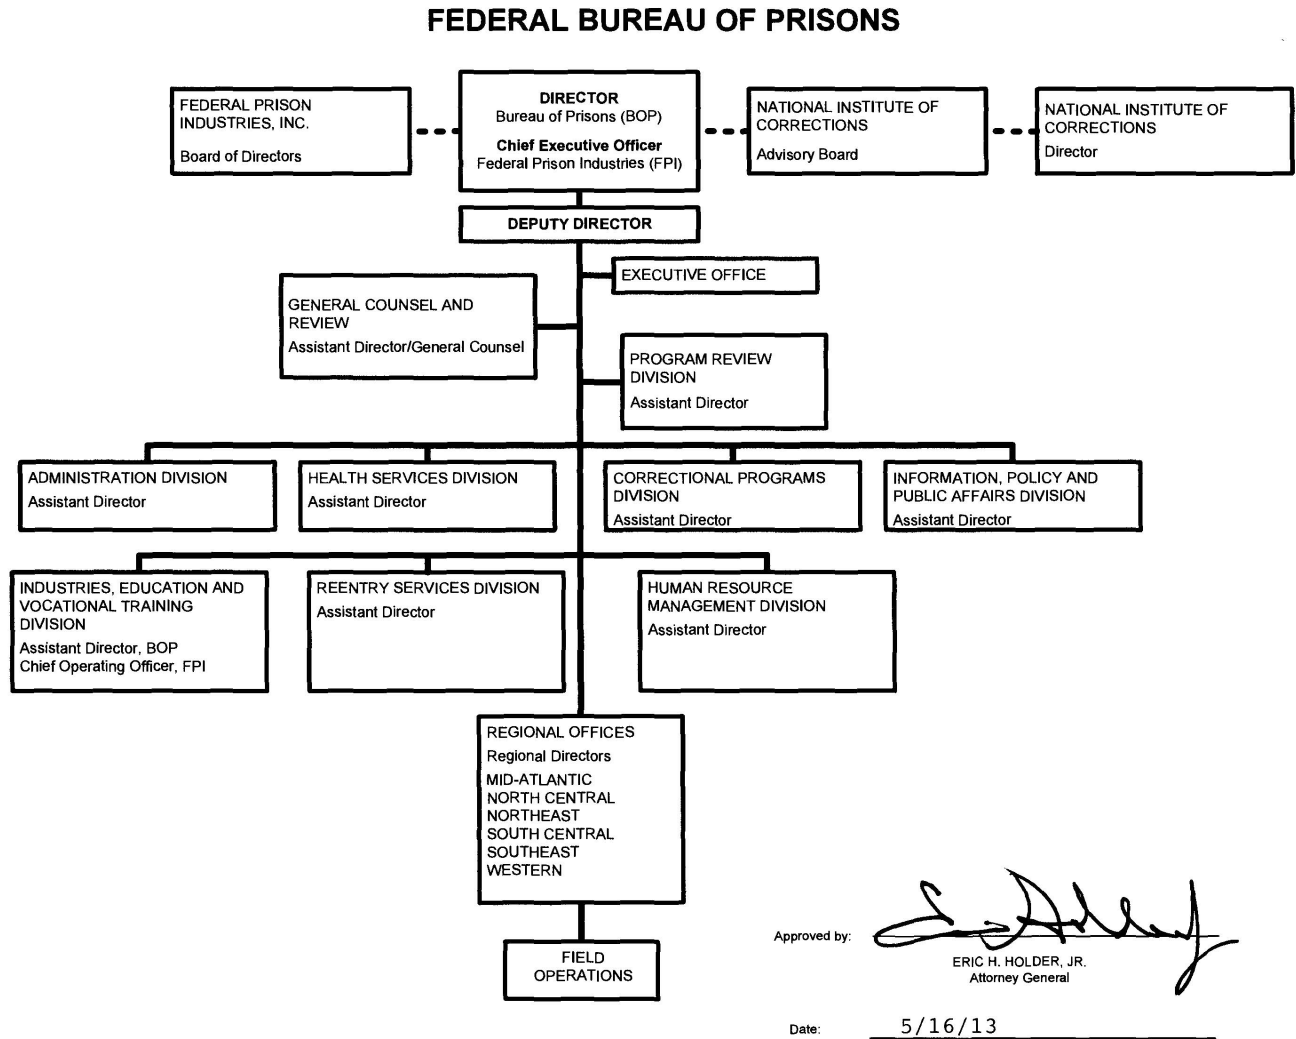 FEDERAL BUREAU OF PRISONS
FEDERAL PRISON
INDUSTRIES, INC.
Board of Directors
DIRECTOR
Bureau of Prisons (BOP)
Chief Executive Officer
Federal Prison Industries (FPI)
NATIONAL INSTITUTE OF
CORRECTIONS
Advisory Board
NATIONAL INSTITUTE OF
CORRECTIONS
Director
DEPUTY DIRECTOR
EXECUTIVE OFFICE
GENERAL COUNSEL AND
REVIEW
Assistant Director/General Counsel
PROGRAM REVIEW
DIVISION
Assistant Director
ADMINISTRATION DIVISION
Assistant Director
HEALTH SERVICES DIVISION
Assistant Director
CORRECTIONAL PROGRAMS
DIVISION
Assistant Director
INFORMATION, POLICY AND
PUBLIC AFFAIRS DIVISION
Assistant Director
INDUSTRIES, EDUCATION AND
VOCATIONAL TRAINING
DIVISION
Assistant Director, BOP
Chief Operating Officer, FPI
REENTRY SERVICES DIVISION
Assistant Director
HUMAN RESOURCE
MANAGEMENT DIVISION
Assistant Director
REGIONAL OFFICES
Regional Directors
MID-ATLANTIC
NORTH CENTRAL
NORTHEAST
SOUTH CENTRAL
SOUTHEAST
WESTERN
FIELD
OPERATIONS
Approved by:
ERIC H. HOLDER, JR.
Attorney General
Date: 5/16/13